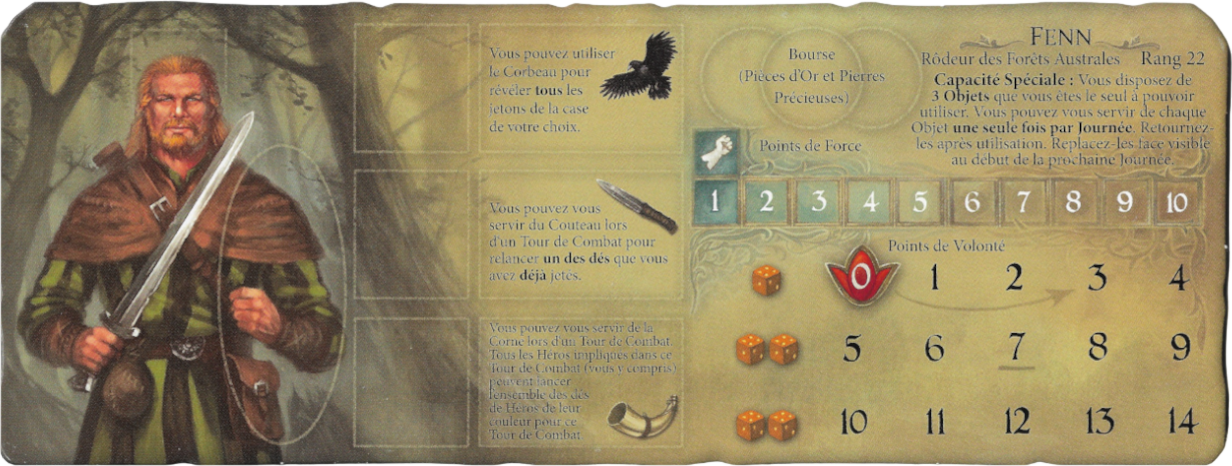 Vous pouvez utiliser
le Corbeau pour
révéler tous les
jetons de la case
de votre choix.
Vous pouvez vous
servir du Couteau lors
d'un Tour de Combat pour
relancer un des dés que vous
avez déjà jetés.
Vous pouvez vous servir de la
Corne lors d'un Tour de Combat.
Tous les Héros impliqués dans ce
Tour de Combat (vous y compris)
peuvent lancer
l'ensemble des dés
de Héros de leur
couleur pour ce
Tour de Combat
Bourse
(Pièces d'Or et Pierres
Précieuses)
FENN
Rôdeur des Forêts Australes Rang 22
Capacité Spéciale : Vous disposez de
3 Objets que vous êtes le seul à pouvoir
utiliser. Vous pouvez vous servir de chaque
Objet une seule fois par Journée. Retournez-
les après utilisation. Replacez-les face visible
au début de la prochaine Journée.
Points de Force
1 2 3 4 5 6 7 8 9 10
Points de Volonté
0 1 2 3 4
5 6 7 8 9
10 11 12 13 14